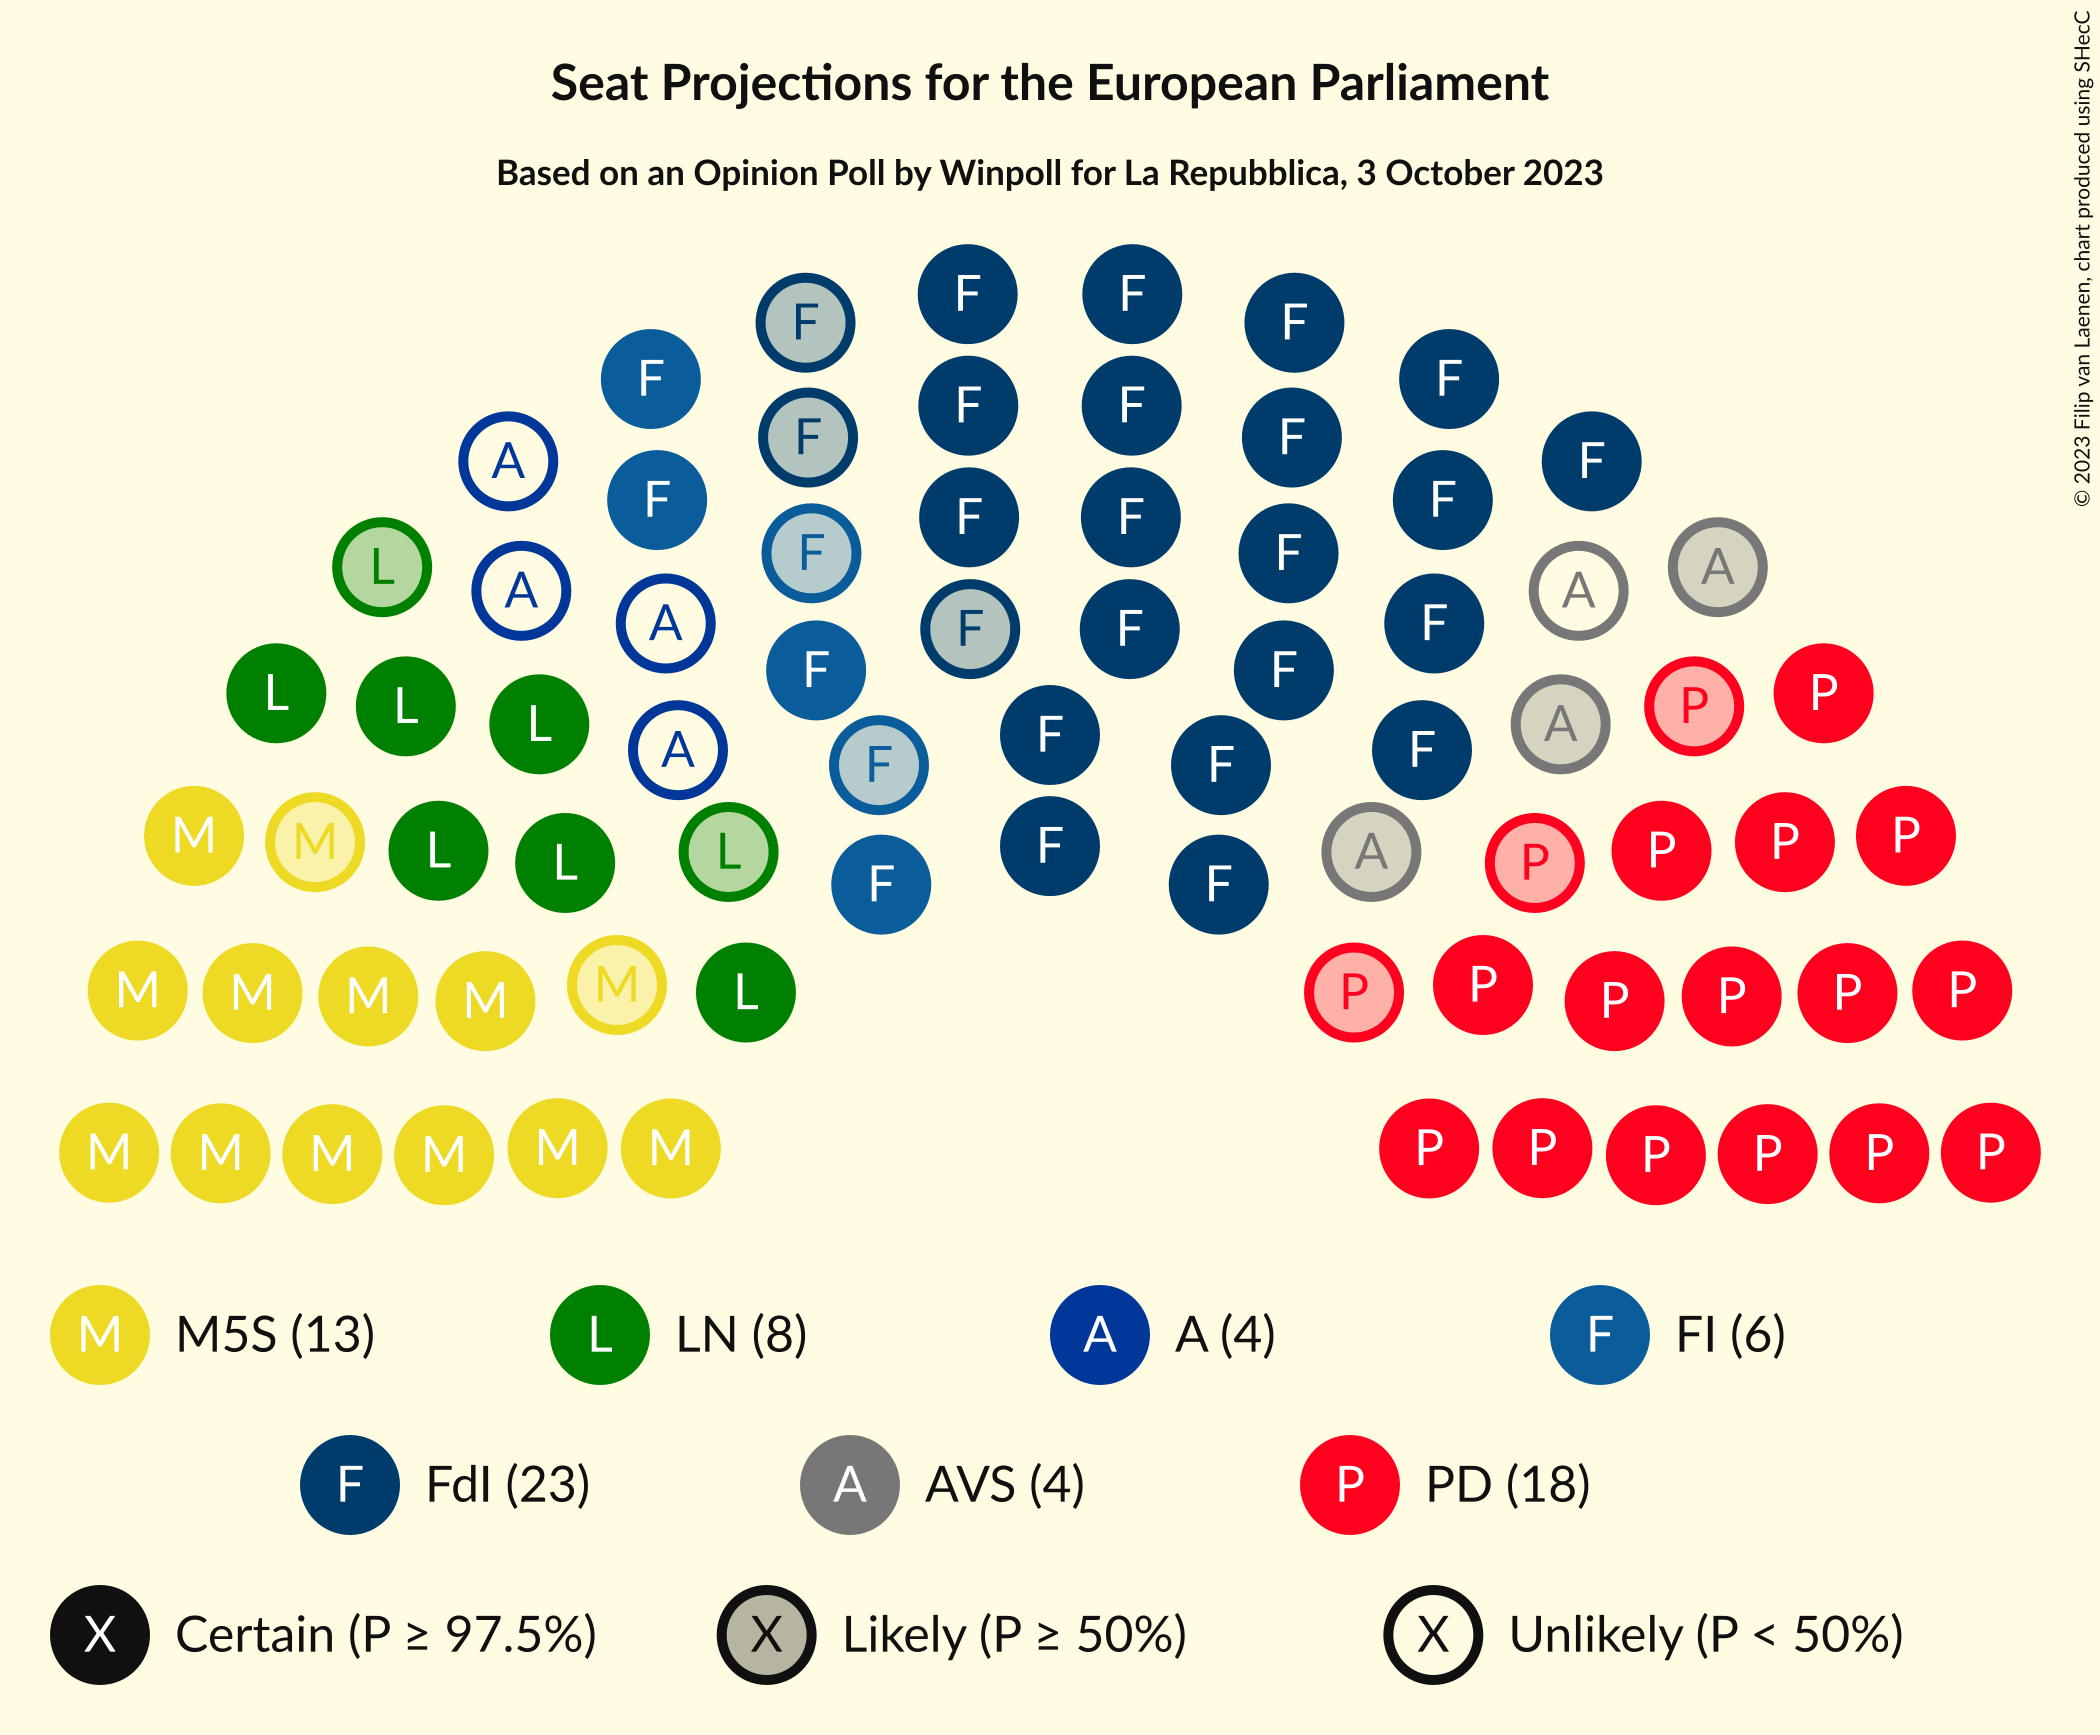 Seat Projections for the European Parliament
Based on an Opinion Poll by Winpoll for La Repubblica, 3 October 2023
© 2023 Filip van Laenen, chart produced using SHecC
F F
F F
F F
F F F F
A F
F F F
F F
F F F
L A A A
A F F
F F
F F
L L P P
L L A F A
F F F
M M L L L A P P P P
F F F
M M M M M L P P P P P P
M M M M M M P P P P P P
M M5S (13) L LN (8) A A (4) F FI (6)
F FdI (23) A AVS (4) P PD (18)
X Certain (P ≥ 97.5%) X Likely (P ≥ 50%) X Unlikely (P < 50%)